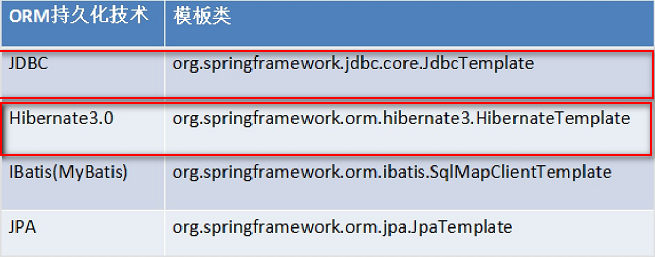 ORM持久化技术 模板类
JDBC org.springframework.jdbc.core.JdbcTemplate
Hibernate3.0 org.springframework.orm.hibernate3.HibernateTemplate
IBatis(MyBatis) org.springframework.orm.ibatis.SqlMapClientTemplate
JPA org.springframework.orm.jpa.JpaTemplate